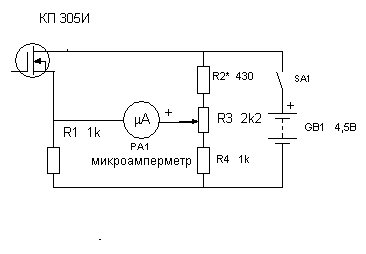 КП 305И
R2* 430
SA1
+
μA
+
R3 2k2
R1 1k
PA1
микроамперметр
R4 1k
+
GB1 4,5В